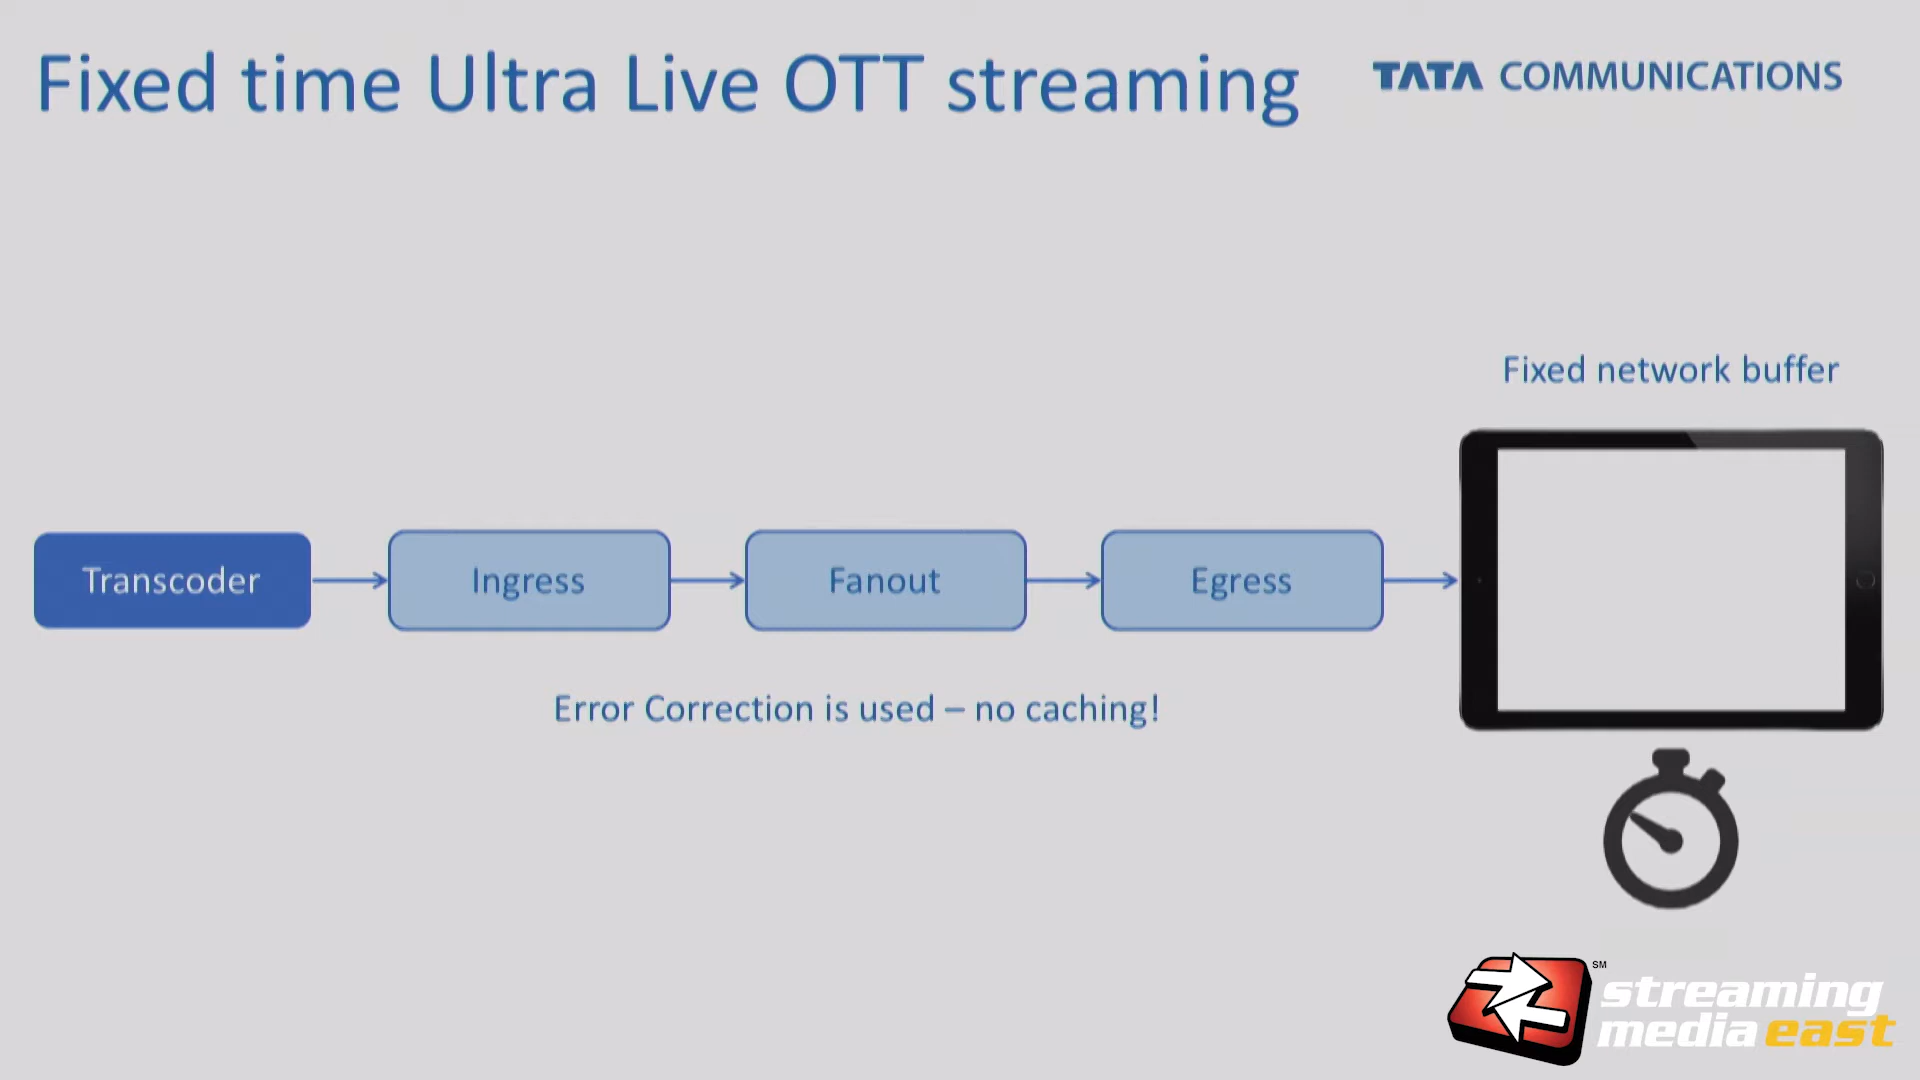 Fixed time Ultra Live OTT streaming
TATA COMMUNICATIONS
Fixed network buffer
Transcoder
Ingress
Fanout
Egress
Error Correction is used – no caching!
SM
streaming
media east